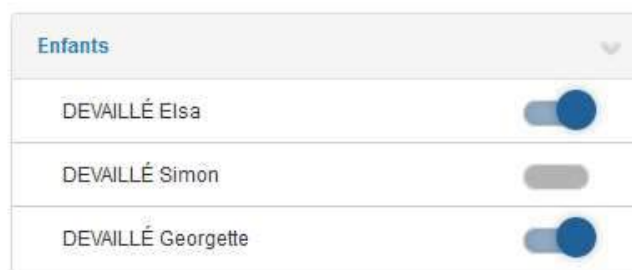 Enfants
DEVAILLÉ Elsa
DEVAILLÉ Simon
DEVAILLÉ Georgette